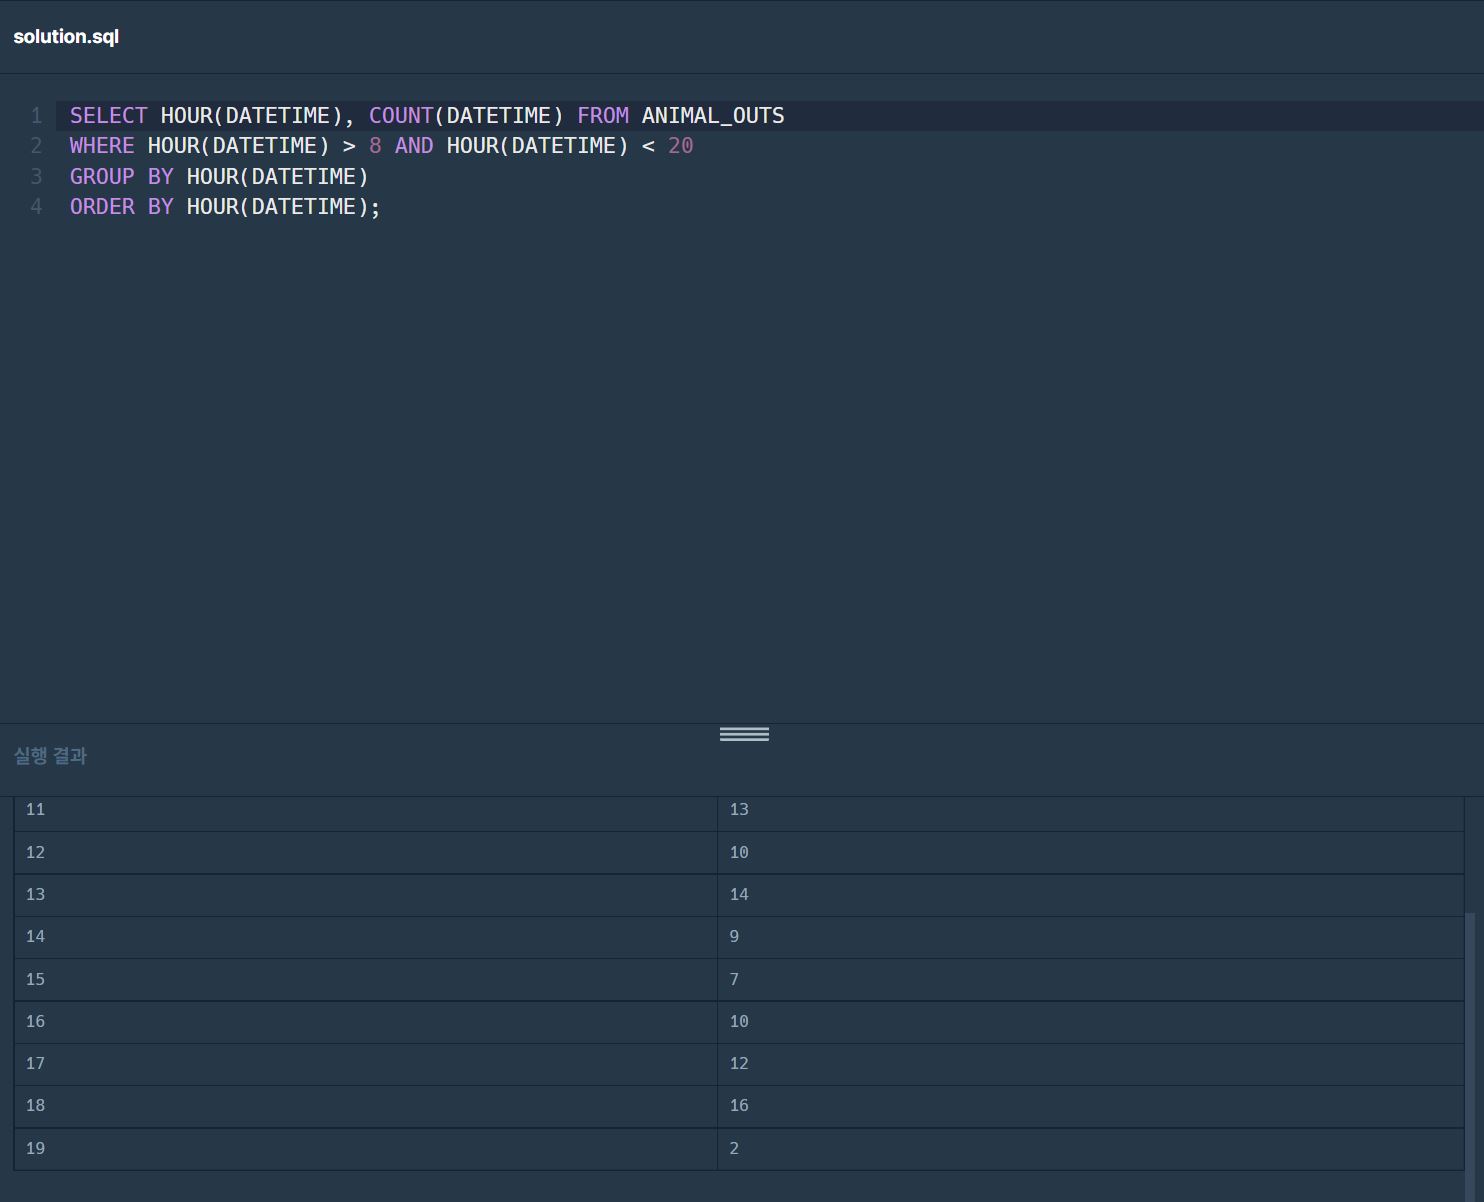 solution.sql
1 SELECT HOUR(DATETIME), COUNT(DATETIME) FROM ANIMAL_OUTS
2 WHERE HOUR(DATETIME) > 8 AND HOUR(DATETIME) < 20
3 GROUP BY HOUR(DATETIME)
4 ORDER BY HOUR(DATETIME);
실행 결과
11 13
12 10
13 14
14 9
15 7
16 10
17 12
18 16
19 2